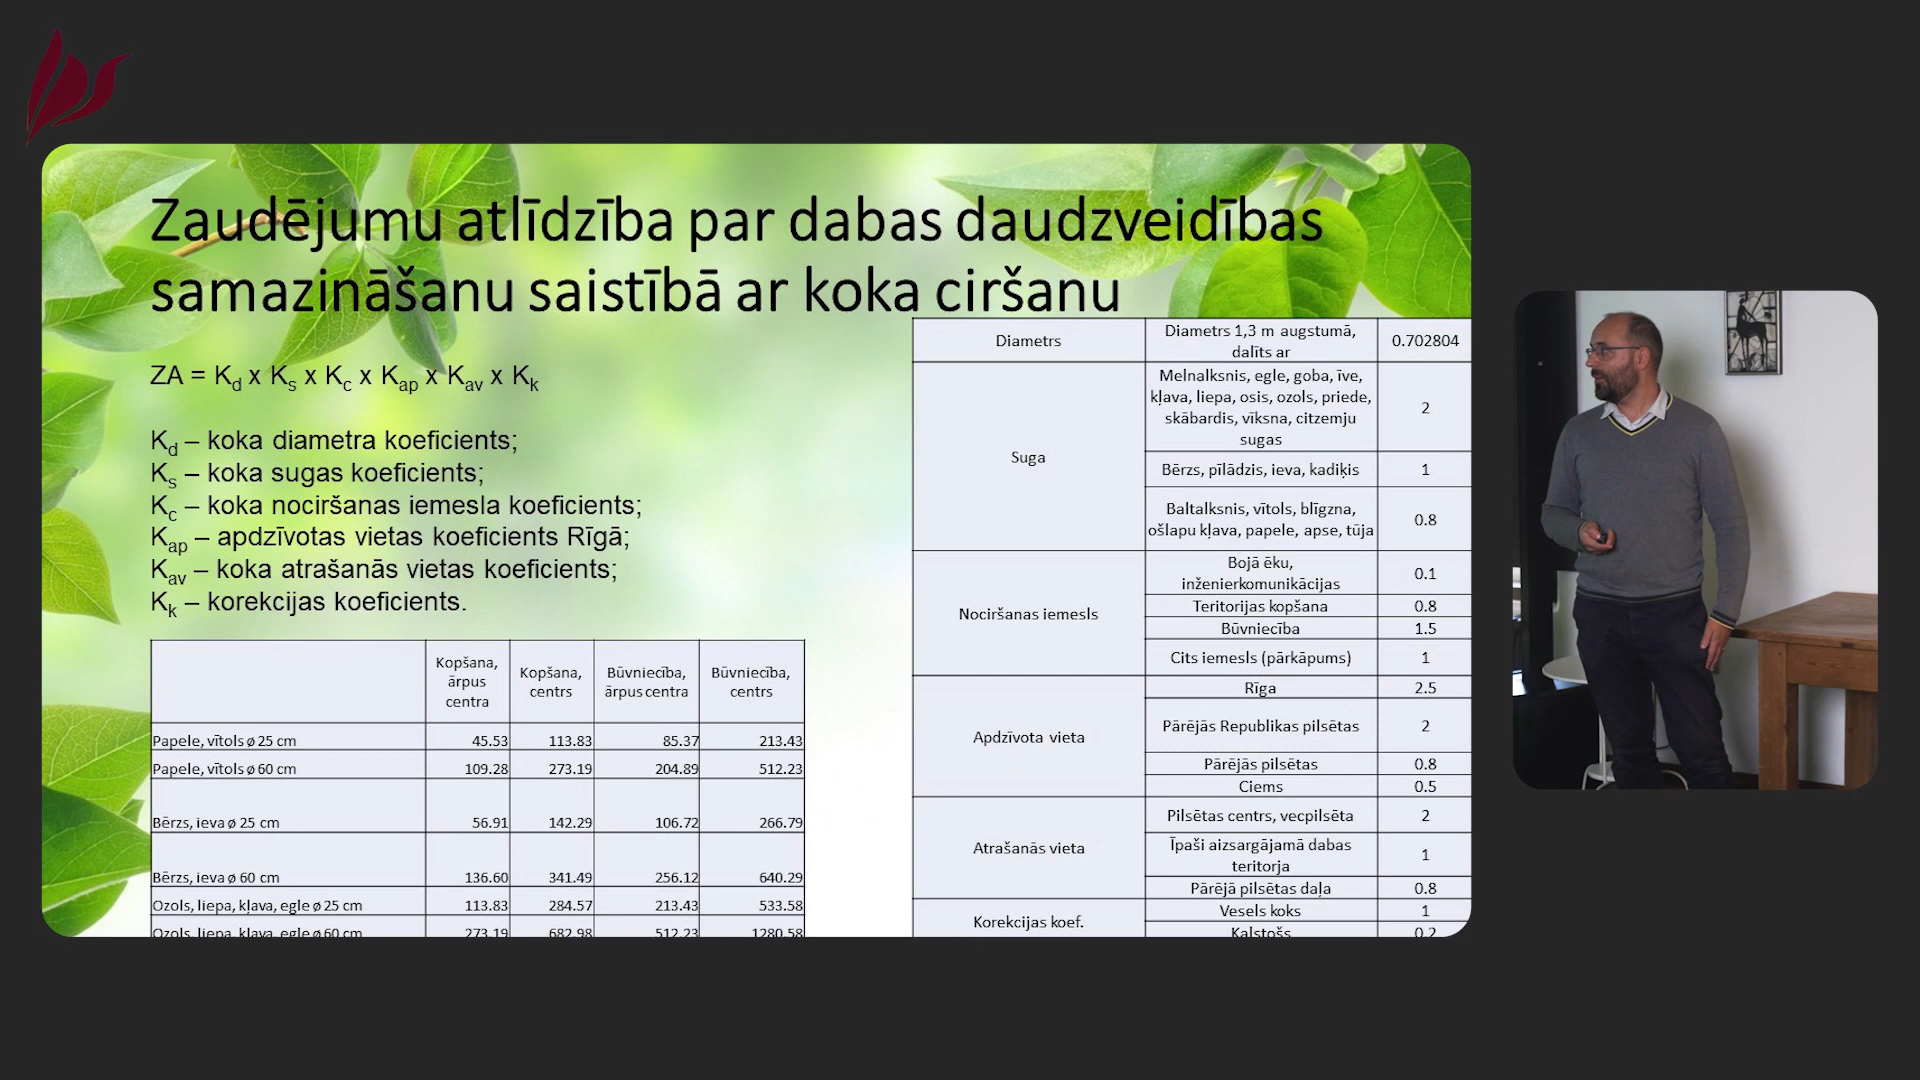 Zaudējumu atlīdzība par dabas daudzveidības
samazināšanu saistībā ar koka ciršanu
ZA = Kd x Ks x Kc x Kap x Kav x Kk
Kd – koka diametra koeficients;
Ks – koka sugas koeficients;
Kc – koka nociršanas iemesla koeficients;
Kap – apdzīvotas vietas koeficients Rīgā;
Kav – koka atrašanās vietas koeficients;
Kk – korekcijas koeficients.
Kopšana,
ārpus
centra
Kopšana,
centrs
Būvniecība,
ārpus centra
Būvniecība,
centrs
Papele, vītols ø 25 cm 45.53 113.83 85.37 213.43
Papele, vītols ø 60 cm 109.28 273.19 204.89 512.23
Bērzs, ieva ø 25 cm 56.91 142.29 106.72 266.79
Bērzs, ieva ø 60 cm 136.60 341.49 256.12 640.29
Ozols, liepa, kļava, egle ø 25 cm 113.83 284.57 213.43 533.58
Ozols, liepa, kļava, egle ø 60 cm 273.19 682.98 512.23 1280.58
Diametrs
Diametrs 1,3 m augstumā,
dalīts ar
0.702804
Suga
Melnalksnis, egle, goba, īve,
kļava, liepa, osis, ozols, priede,
skābardis, vīksna, citzemju
sugas
2
Bērzs, pīlādzis, ieva, kadiķis 1
Baltalksnis, vītols, blīgzna,
ošlapu kļava, papele, apse, tūja
0.8
Nociršanas iemesls
Bojā ēku,
inženierkomunikācijas
0.1
Teritorijas kopšana 0.8
Būvniecība 1.5
Cits iemesls (pārkāpums) 1
Apdzīvota vieta
Rīga 2.5
Pārējās Republikas pilsētas 2
Pārējās pilsētas 0.8
Ciems 0.5
Atrašanās vieta
Pilsētas centrs, vecpilsēta 2
Īpaši aizsargājamā dabas
teritorja
1
Pārējā pilsētas daļa 0.8
Korekcijas koef.
Vesels koks 1
Kalstošs 0.2